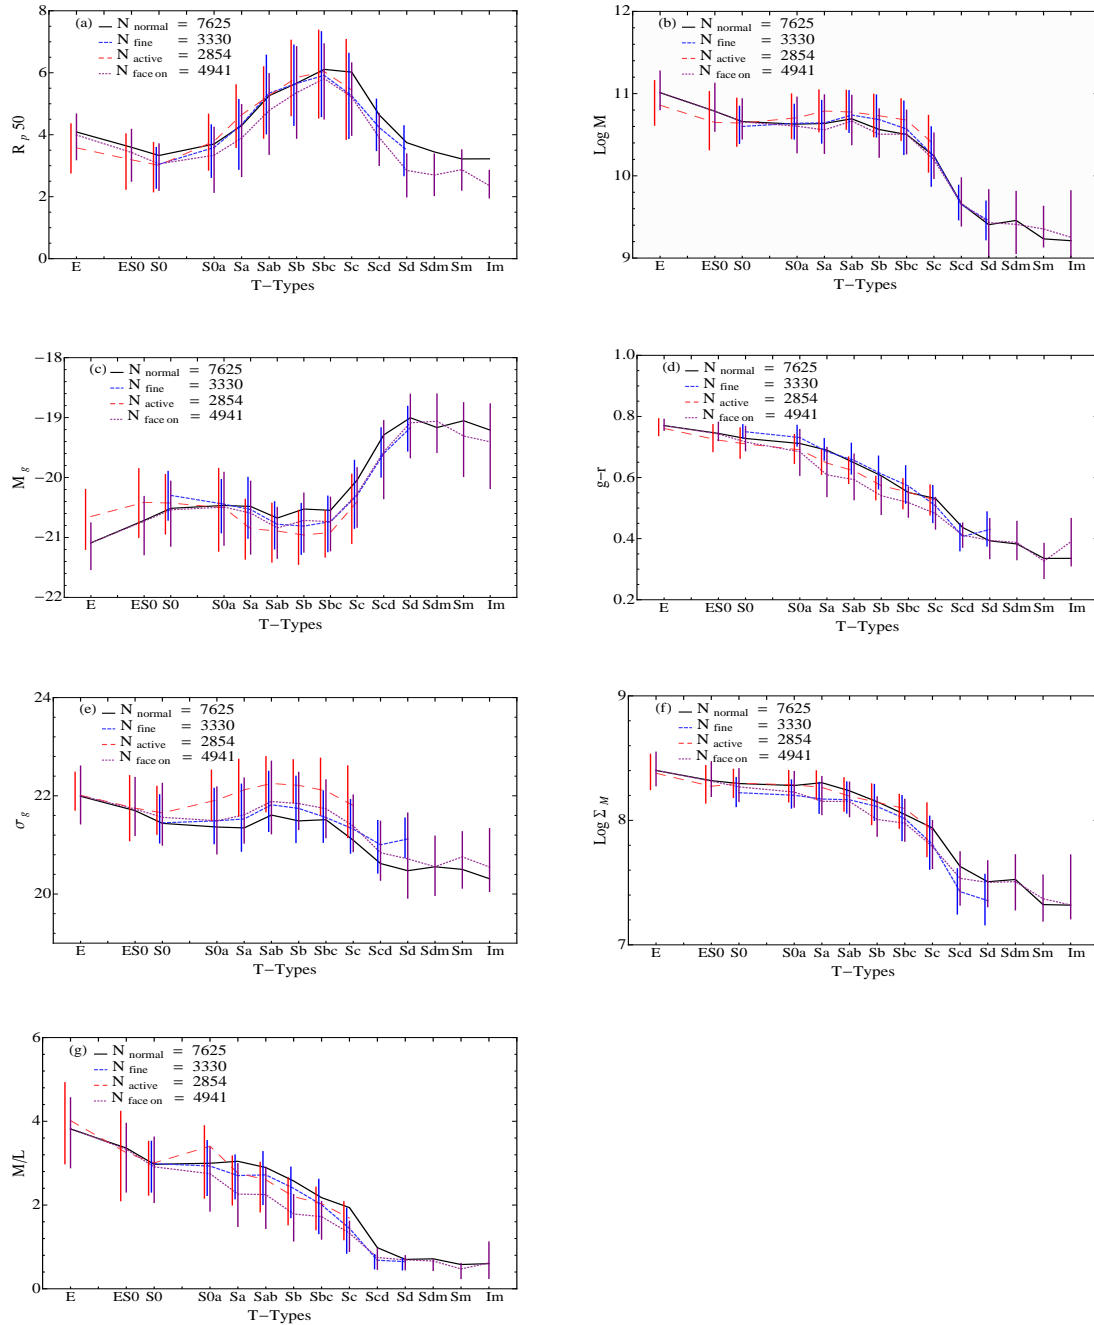 (a) N normal = 7625
N fine = 3330
N active = 2854
N face on = 4941
R p 50
8
6
4
2
0
E ES0 S0 S0a Sa Sab Sb Sbc Sc Scd Sd Sdm Sm Im
T−Types
(b) N normal = 7625
N fine = 3330
N active = 2854
N face on = 4941
Log M
12
11
10
9
E ES0 S0 S0a Sa Sab Sb Sbc Sc Scd Sd Sdm Sm Im
T−Types
(c) N normal = 7625
N fine = 3330
N active = 2854
N face on = 4941
M g
−18
−19
−20
−21
−22
E ES0 S0 S0a Sa Sab Sb Sbc Sc Scd Sd Sdm Sm Im
T−Types
(d) N normal = 7625
N fine = 3330
N active = 2854
N face on = 4941
g−r
1.0
0.8
0.6
0.4
0.2
E ES0 S0 S0a Sa Sab Sb Sbc Sc Scd Sd Sdm Sm Im
T−Types
(e) N normal = 7625
N fine = 3330
N active = 2854
N face on = 4941
σ g
24
22
20
E ES0 S0 S0a Sa Sab Sb Sbc Sc Scd Sd Sdm Sm Im
T−Types
(f) N normal = 7625
N fine = 3330
N active = 2854
N face on = 4941
Log Σ M
9
8
7
E ES0 S0 S0a Sa Sab Sb Sbc Sc Scd Sd Sdm Sm Im
T−Types
(g) N normal = 7625
N fine = 3330
N active = 2854
N face on = 4941
M/L
6
4
2
0
E ES0 S0 S0a Sa Sab Sb Sbc Sc Scd Sd Sdm Sm Im
T−Types